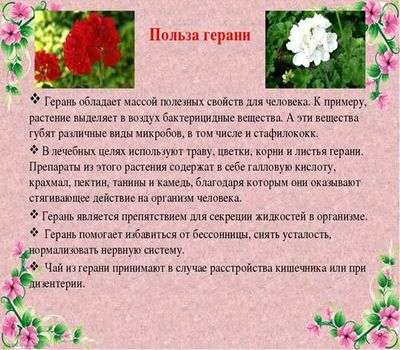 Польза герани
❖ Герань обладает массой полезных свойств для человека. К примеру,
растение выделяет в воздух бактерицидные вещества. А эти вещества
губят различные виды микробов, в том числе и стафилококк.
❖ В лечебных целях используют траву, цветки, корни и листья герани.
Препараты из этого растения содержат в себе галловую кислоту,
крахмал, пектин, танины и камедь, благодаря которым они оказывают
стягивающее действие на организм человека.
❖ Герань является препятствием для секреции жидкостей в организме.
❖ Герань помогает избавиться от бессонницы, снять усталость,
нормализовать нервную систему.
❖ Чай из герани принимают в случае расстройства кишечника или при
дизентерии.